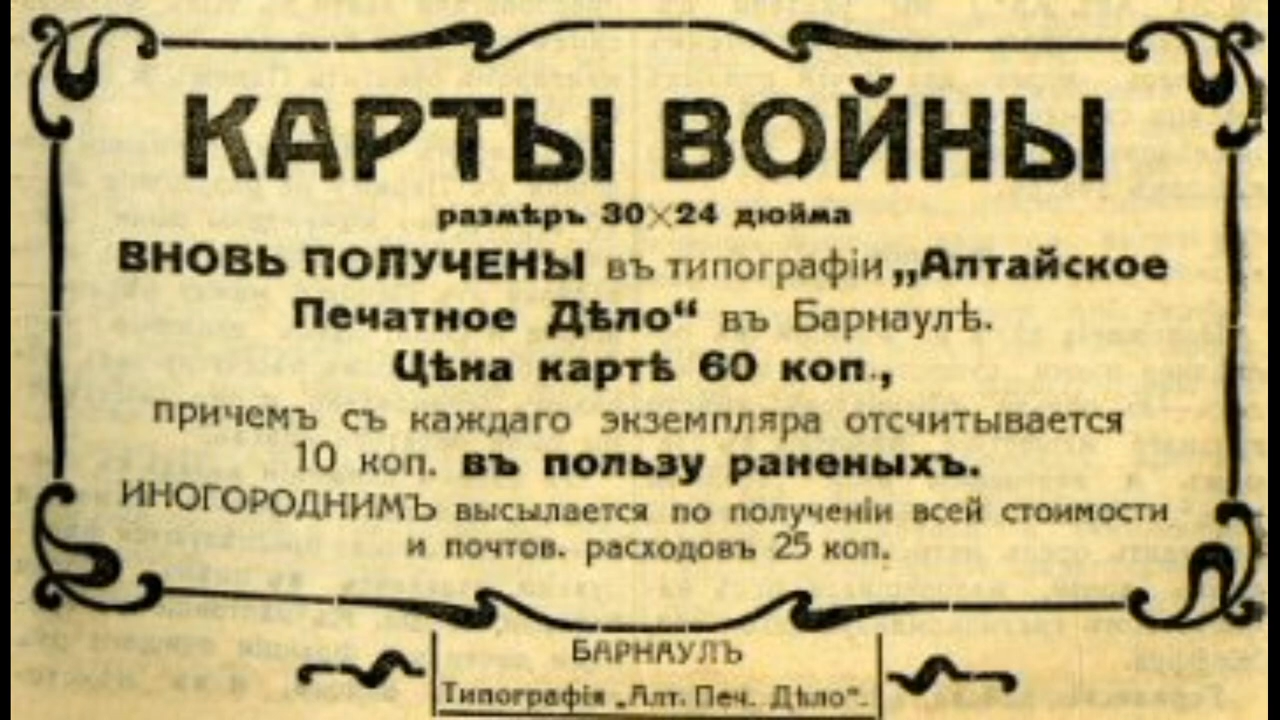 КАРТЫ ВОЙНЫ
размѣръ 30×24 дюйма
ВНОВЬ ПОЛУЧЕНЫ въ типографіи „Алтайское
Печатное Дѣло“ въ Барнаулѣ.
Цѣна картѣ 60 коп.,
причемъ съ каждаго экземпляра отсчитывается
10 коп. въ пользу раненыхъ.
ИНОГОРОДНИМЪ высылается по полученіи всей стоимости
и почтов. расходовъ 25 коп.
БАРНАУЛЪ
Типографія „Алт. Печ. Дѣло“.